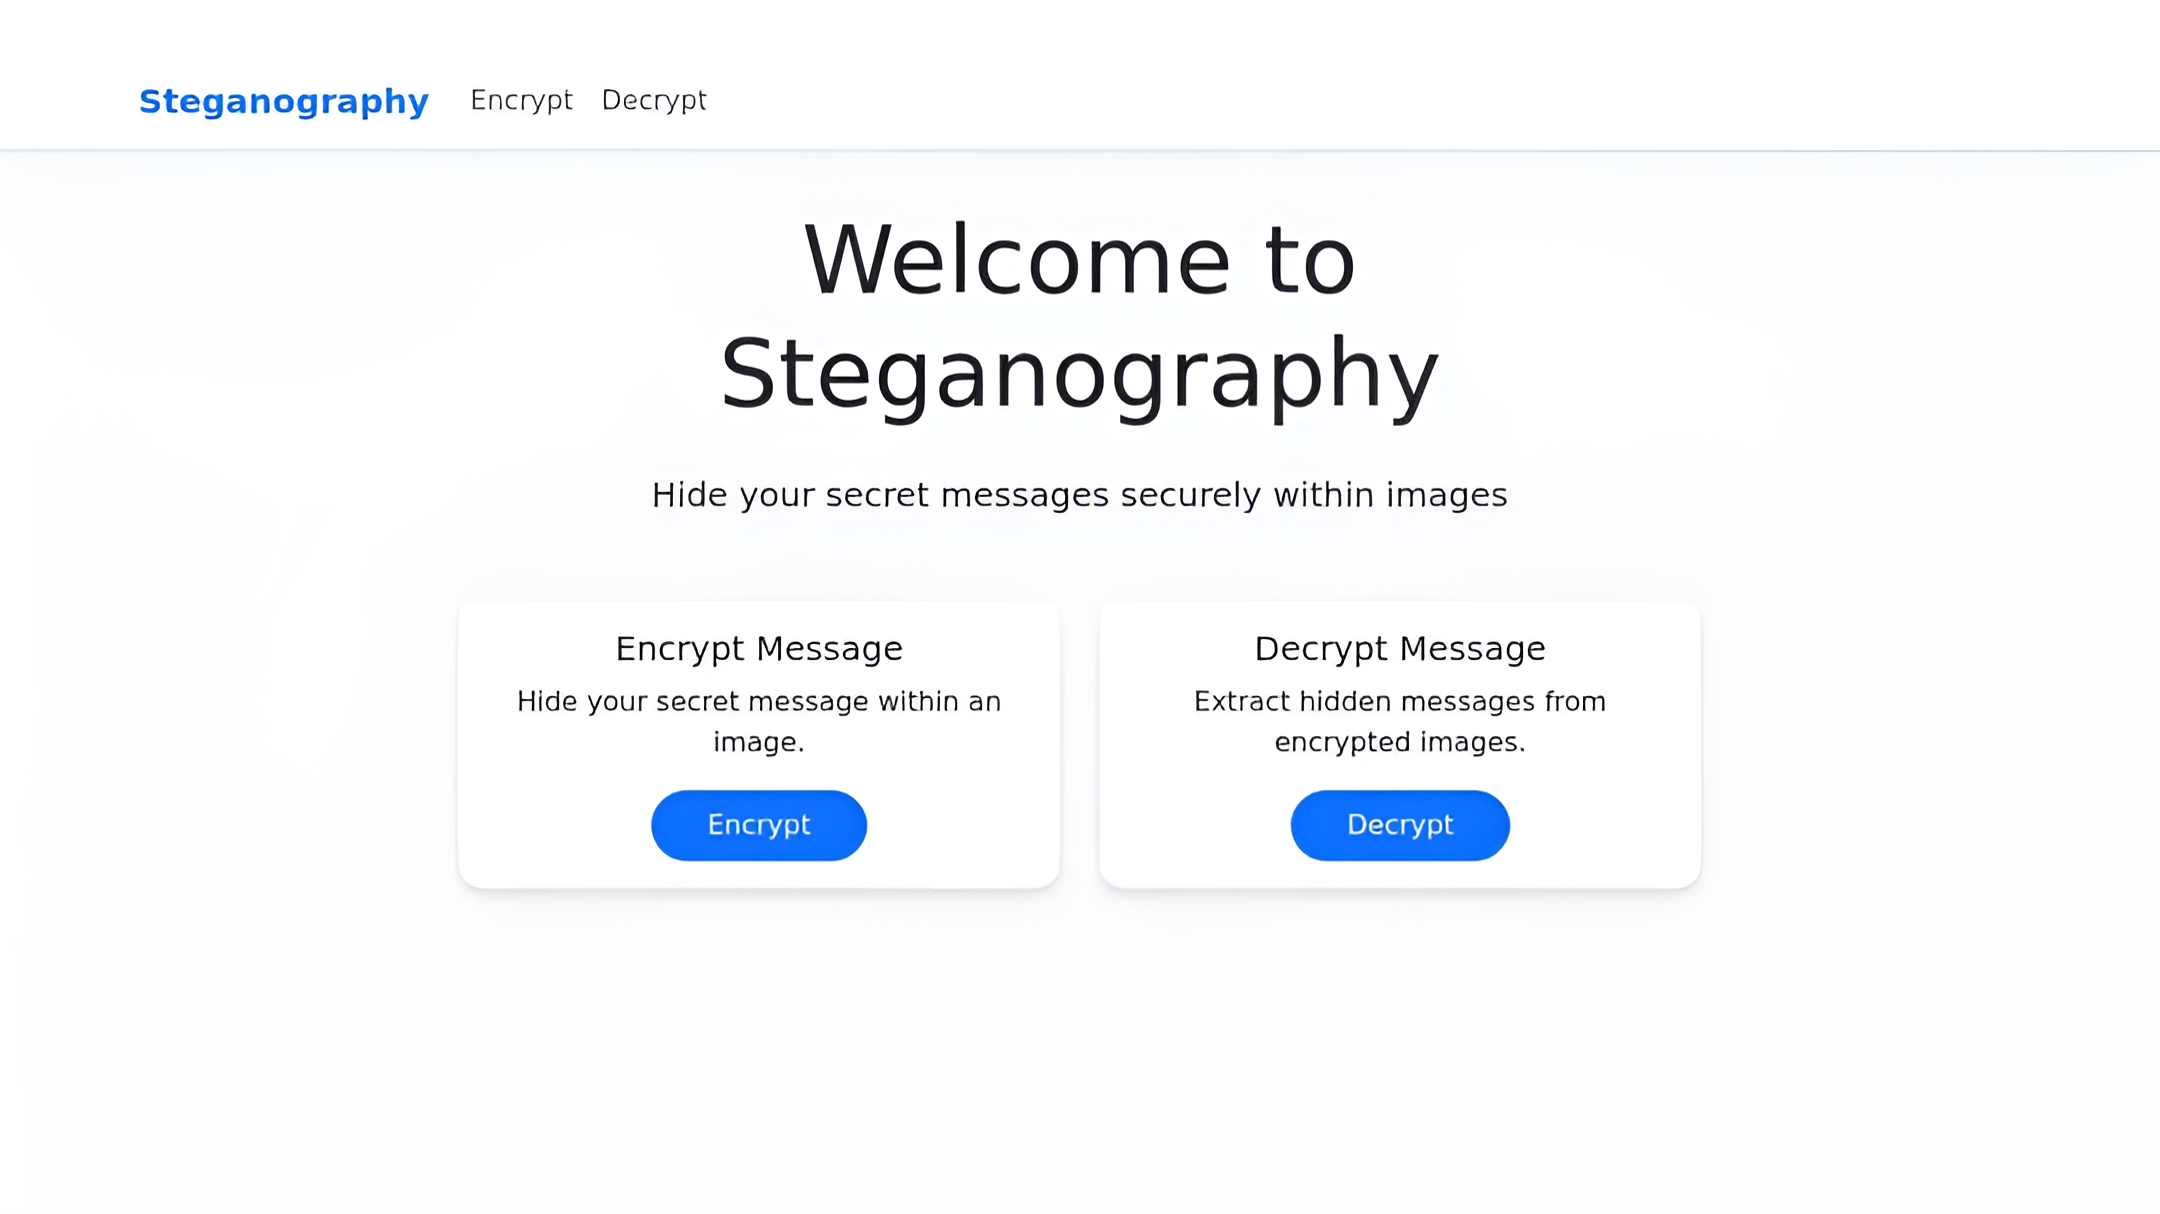 Steganography Encrypt Decrypt
Welcome to
Steganography
Hide your secret messages securely within images
Encrypt Message
Hide your secret message within an
image.
Encrypt
Decrypt Message
Extract hidden messages from
encrypted images.
Decrypt